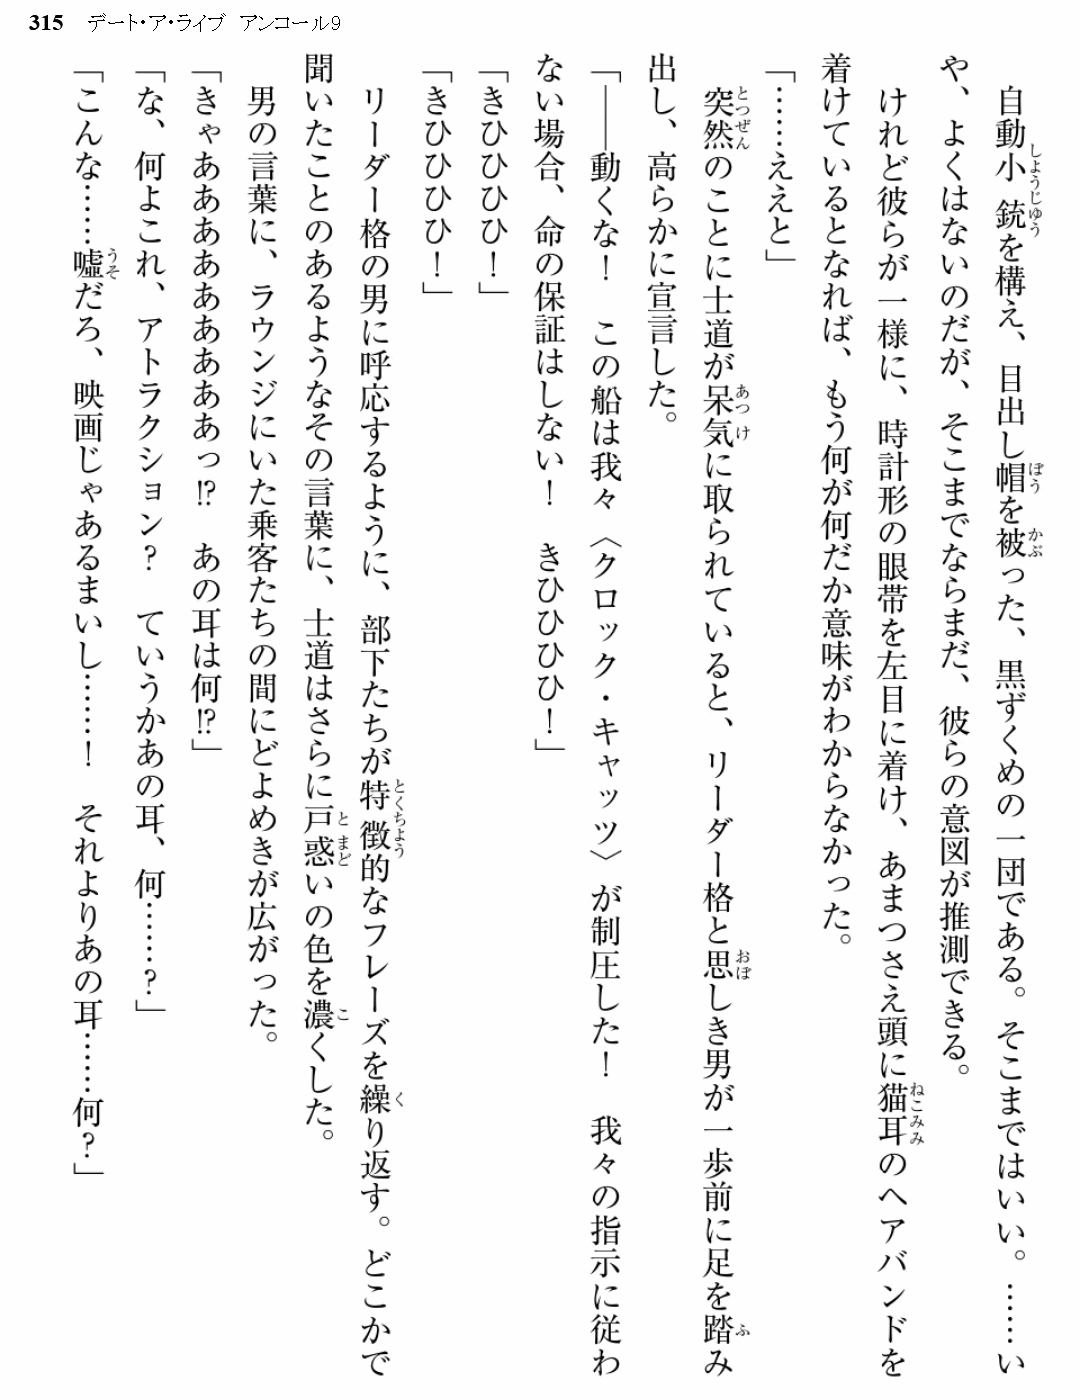 315 デート・ア・ライブ アンコール9
　自動小銃を構え、目出し帽を被った、黒ずくめの一団である。そこまではいい。……い
や、よくはないのだが、そこまでならまだ、彼らの意図が推測できる。
　けれど彼らが一様に、時計形の眼帯を左目に着け、あまつさえ頭に猫耳のヘアバンドを
着けているとなれば、もう何が何だか意味がわからなかった。
「……ええと」
　突然のことに士道が呆気に取られていると、リーダー格と思しき男が一歩前に足を踏み
出し、高らかに宣言した。
「――動くな！　この船は我々〈クロック・キャッツ〉が制圧した！　我々の指示に従わ
ない場合、命の保証はしない！　きひひひひ！」
「きひひひひ！」
「きひひひひ！」
　リーダー格の男に呼応するように、部下たちが特徴的なフレーズを繰り返す。どこかで
聞いたことのあるようなその言葉に、士道はさらに戸惑いの色を濃くした。
　男の言葉に、ラウンジにいた乗客たちの間にどよめきが広がった。
「きゃあああああああああっ!?　あの耳は何!?」
「な、何よこれ、アトラクション？　ていうかあの耳、何……？」
「こんな……嘘だろ、映画じゃあるまいし……！　それよりあの耳……何？」